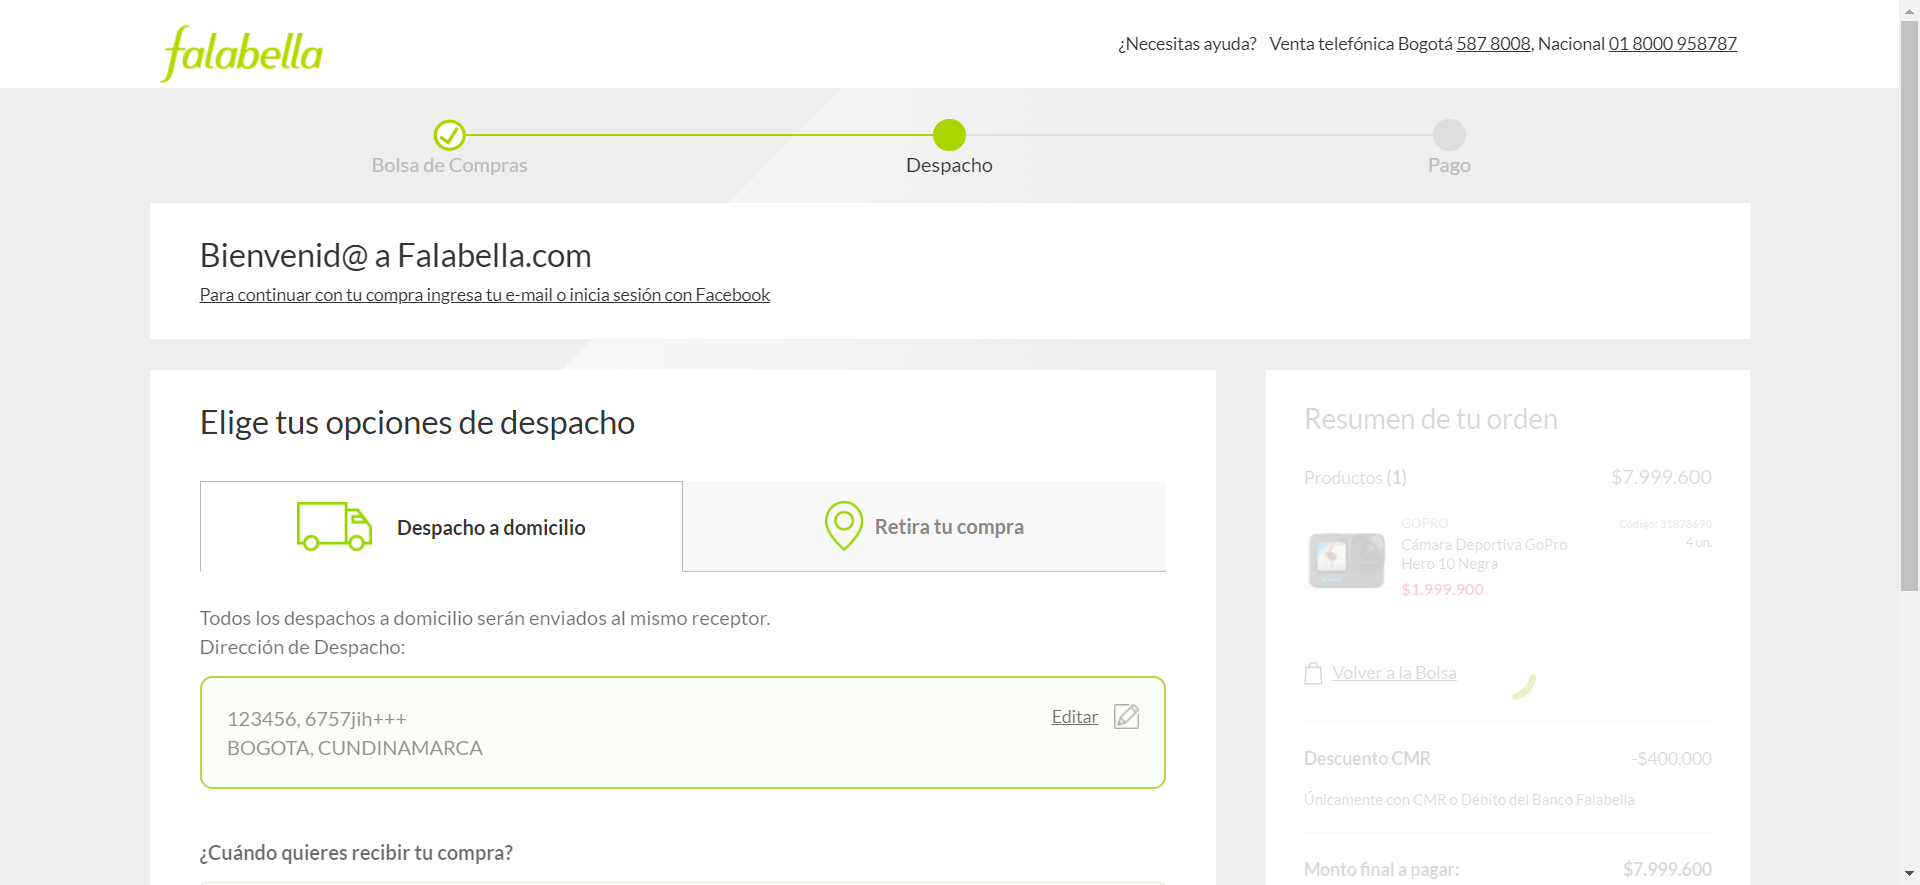 falabella
¿Necesitas ayuda? Venta telefónica Bogotá 587 8008, Nacional 01 8000 958787
Bolsa de Compras
Despacho
Pago
Bienvenid@ a Falabella.com
Para continuar con tu compra ingresa tu e-mail o inicia sesión con Facebook
Elige tus opciones de despacho
Despacho a domicilio
Retira tu compra
Todos los despachos a domicilio serán enviados al mismo receptor.
Dirección de Despacho:
123456, 6757jih+++
BOGOTA, CUNDINAMARCA
Editar
¿Cuándo quieres recibir tu compra?
Resumen de tu orden
Productos (1) $7.999.600
GOPRO Código: 31878690
Cámara Deportiva GoPro 4 un.
Hero 10 Negra
$1.999.900
Volver a la Bolsa
Descuento CMR -$400.000
Únicamente con CMR o Débito del Banco Falabella
Monto final a pagar: $7.999.600